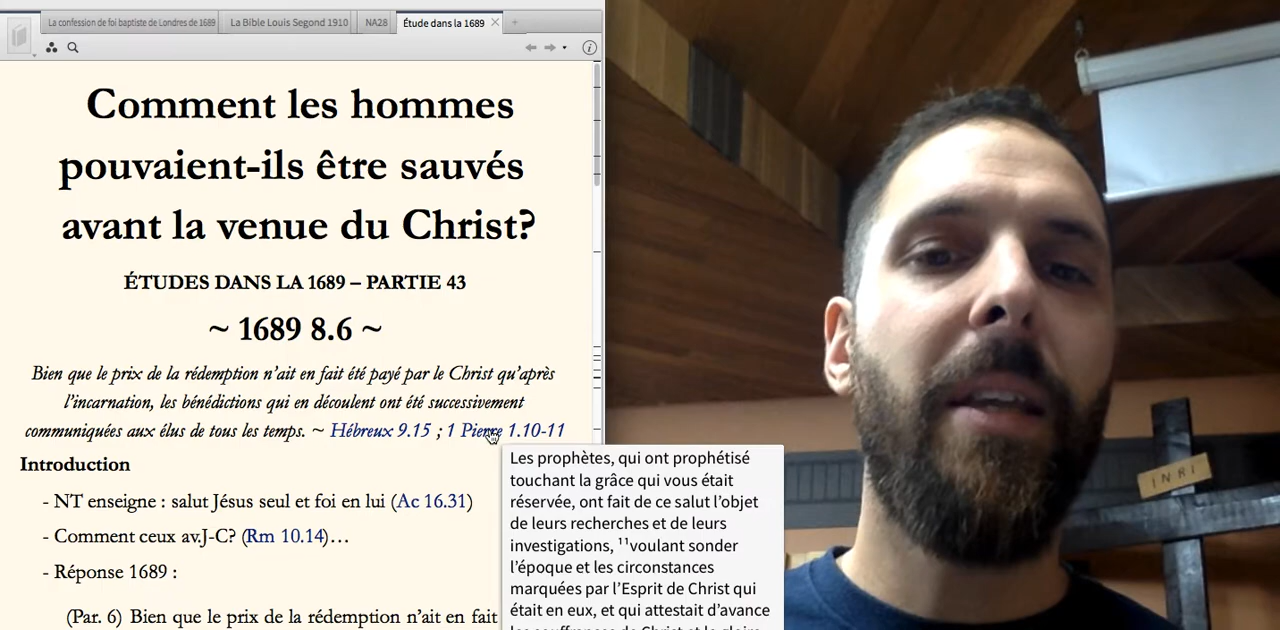 La confession de foi baptiste de Londres de 1689
La Bible Louis Segond 1910
NA28
Étude dans la 1689
Comment les hommes
pouvaient-ils être sauvés
avant la venue du Christ?
ÉTUDES DANS LA 1689 – PARTIE 43
~ 1689 8.6 ~
Bien que le prix de la rédemption n'ait en fait été payé par le Christ qu'après
l'incarnation, les bénédictions qui en découlent ont été successivement
communiquées aux élus de tous les temps. ~ Hébreux 9.15 ; 1 Pierre 1.10-11
Introduction
- NT enseigne : salut Jésus seul et foi en lui (Ac 16.31)
- Comment ceux av.J-C? (Rm 10.14)…
- Réponse 1689 :
(Par. 6) Bien que le prix de la rédemption n'ait en fait
Les prophètes, qui ont prophétisé
touchant la grâce qui vous était
réservée, ont fait de ce salut l'objet
de leurs recherches et de leurs
investigations, ¹¹voulant sonder
l'époque et les circonstances
marquées par l'Esprit de Christ qui
était en eux, et qui attestait d'avance
les souffrances de Christ et la gloire
INRI